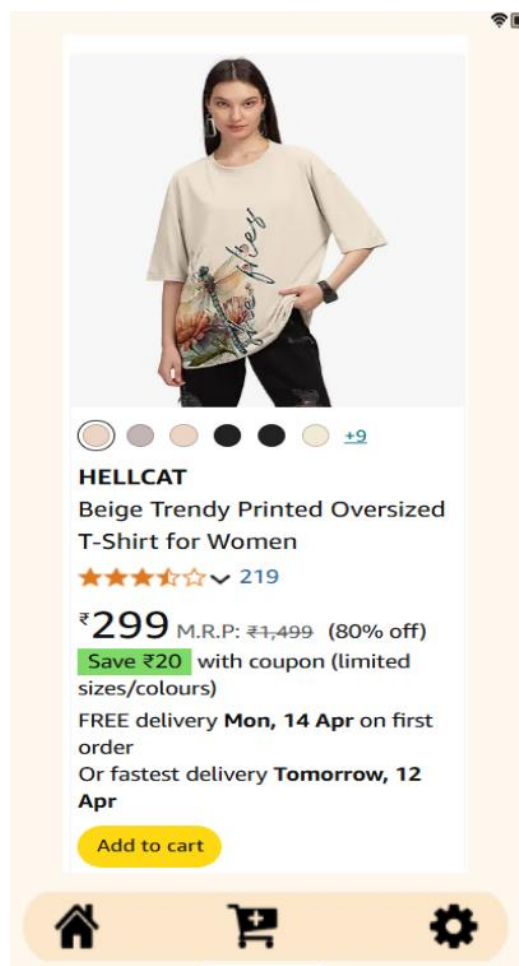 free free
+9
HELLCAT
Beige Trendy Printed Oversized
T-Shirt for Women
219
₹299 M.R.P: ₹1,499 (80% off)
Save ₹20 with coupon (limited
sizes/colours)
FREE delivery Mon, 14 Apr on first
order
Or fastest delivery Tomorrow, 12
Apr
Add to cart